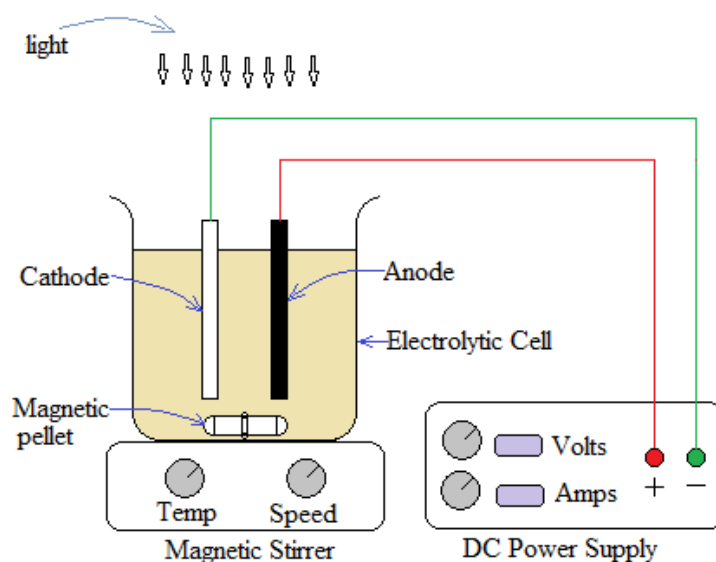 light
Cathode
Anode
Electrolytic Cell
Magnetic
pellet
Volts
Amps
+ −
Temp Speed
Magnetic Stirrer
DC Power Supply